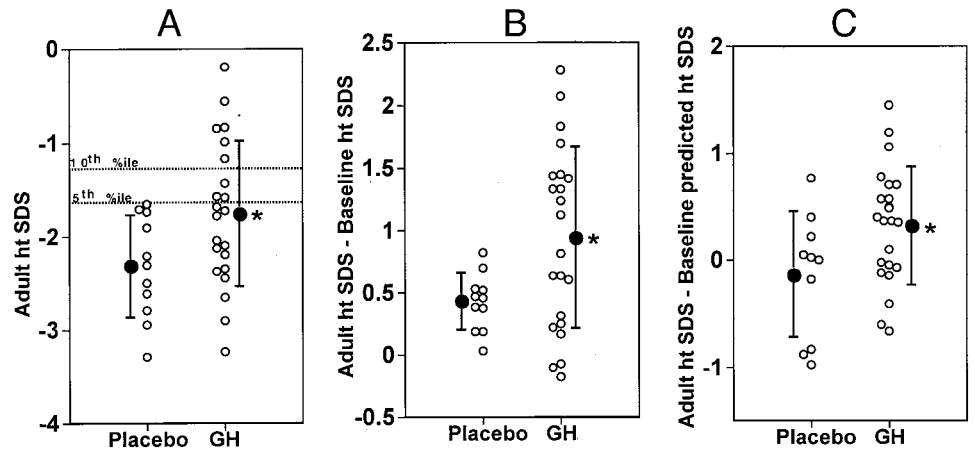 A
Adult ht SDS
0
-1
-2
-3
-4
10th %ile
5th %ile
*
Placebo GH
B
Adult ht SDS - Baseline ht SDS
2.5
2
1.5
1
0.5
0
-0.5
*
Placebo GH
C
Adult ht SDS - Baseline predicted ht SDS
2
1
0
-1
*
Placebo GH